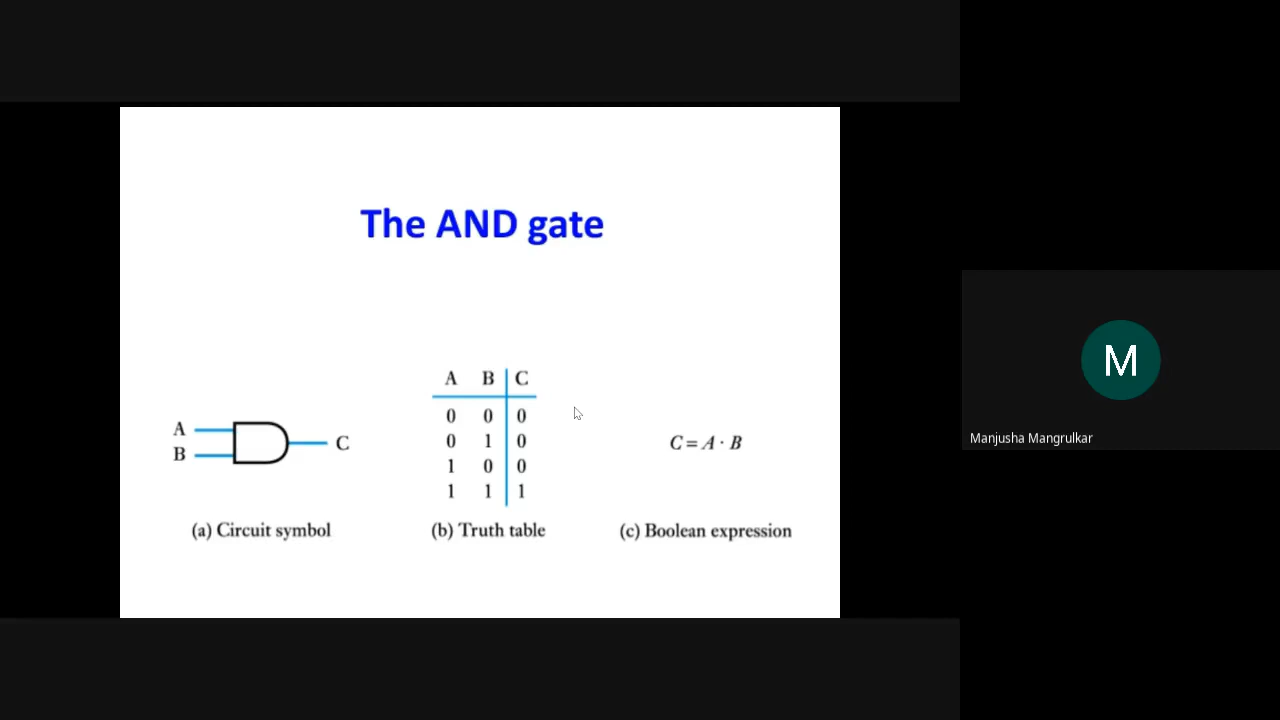 The AND gate
A
B
C
(a) Circuit symbol
A B C
0 0 0
0 1 0
1 0 0
1 1 1
(b) Truth table
C = A · B
(c) Boolean expression
M
Manjusha Mangrulkar